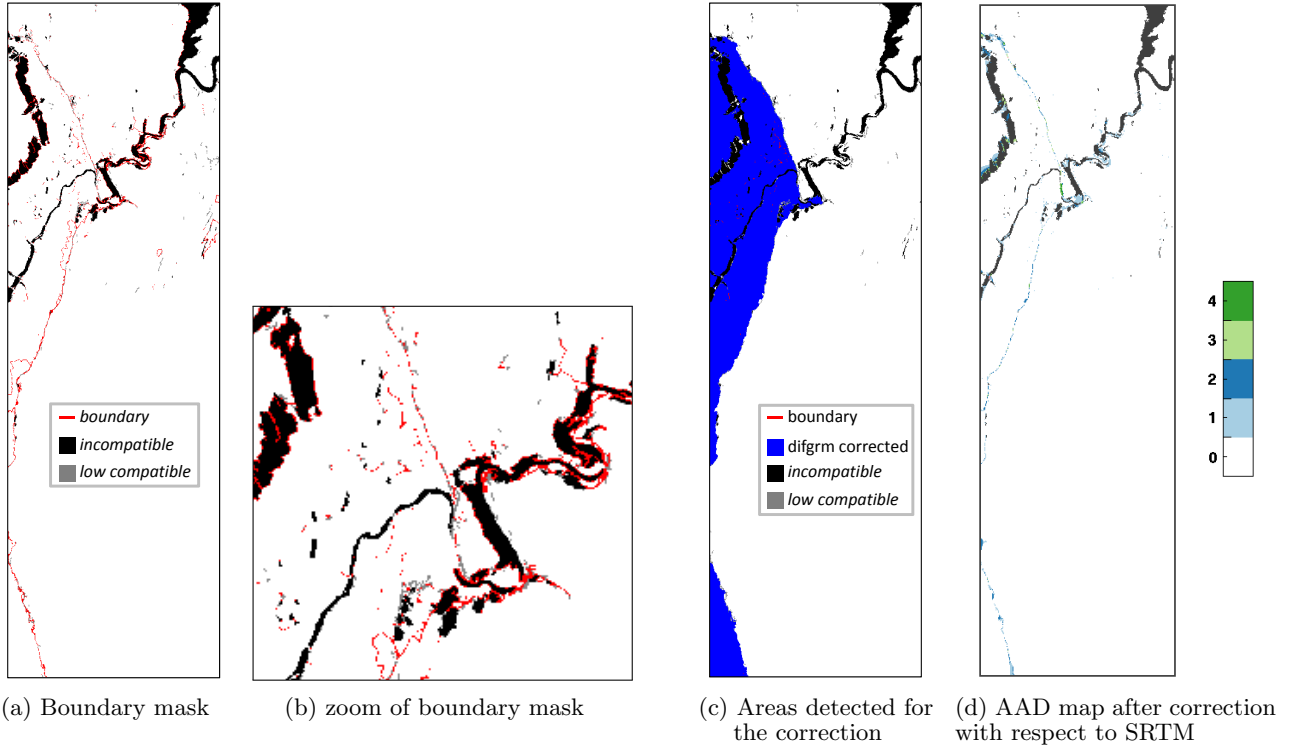 boundary
incompatible
low compatible
boundary
difgrm corrected
incompatible
low compatible
4
3
2
1
0
(a) Boundary mask
(b) zoom of boundary mask
(c) Areas detected for
the correction
(d) AAD map after correction
with respect to SRTM